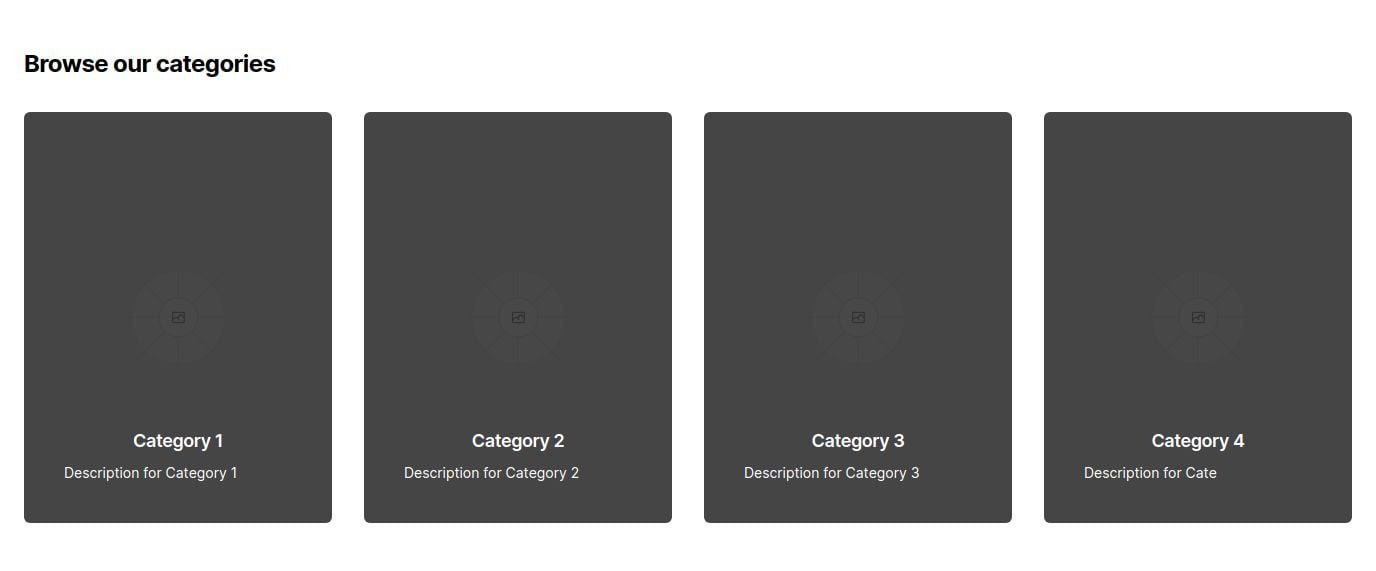 Browse our categories
Category 1
Description for Category 1
Category 2
Description for Category 2
Category 3
Description for Category 3
Category 4
Description for Cate